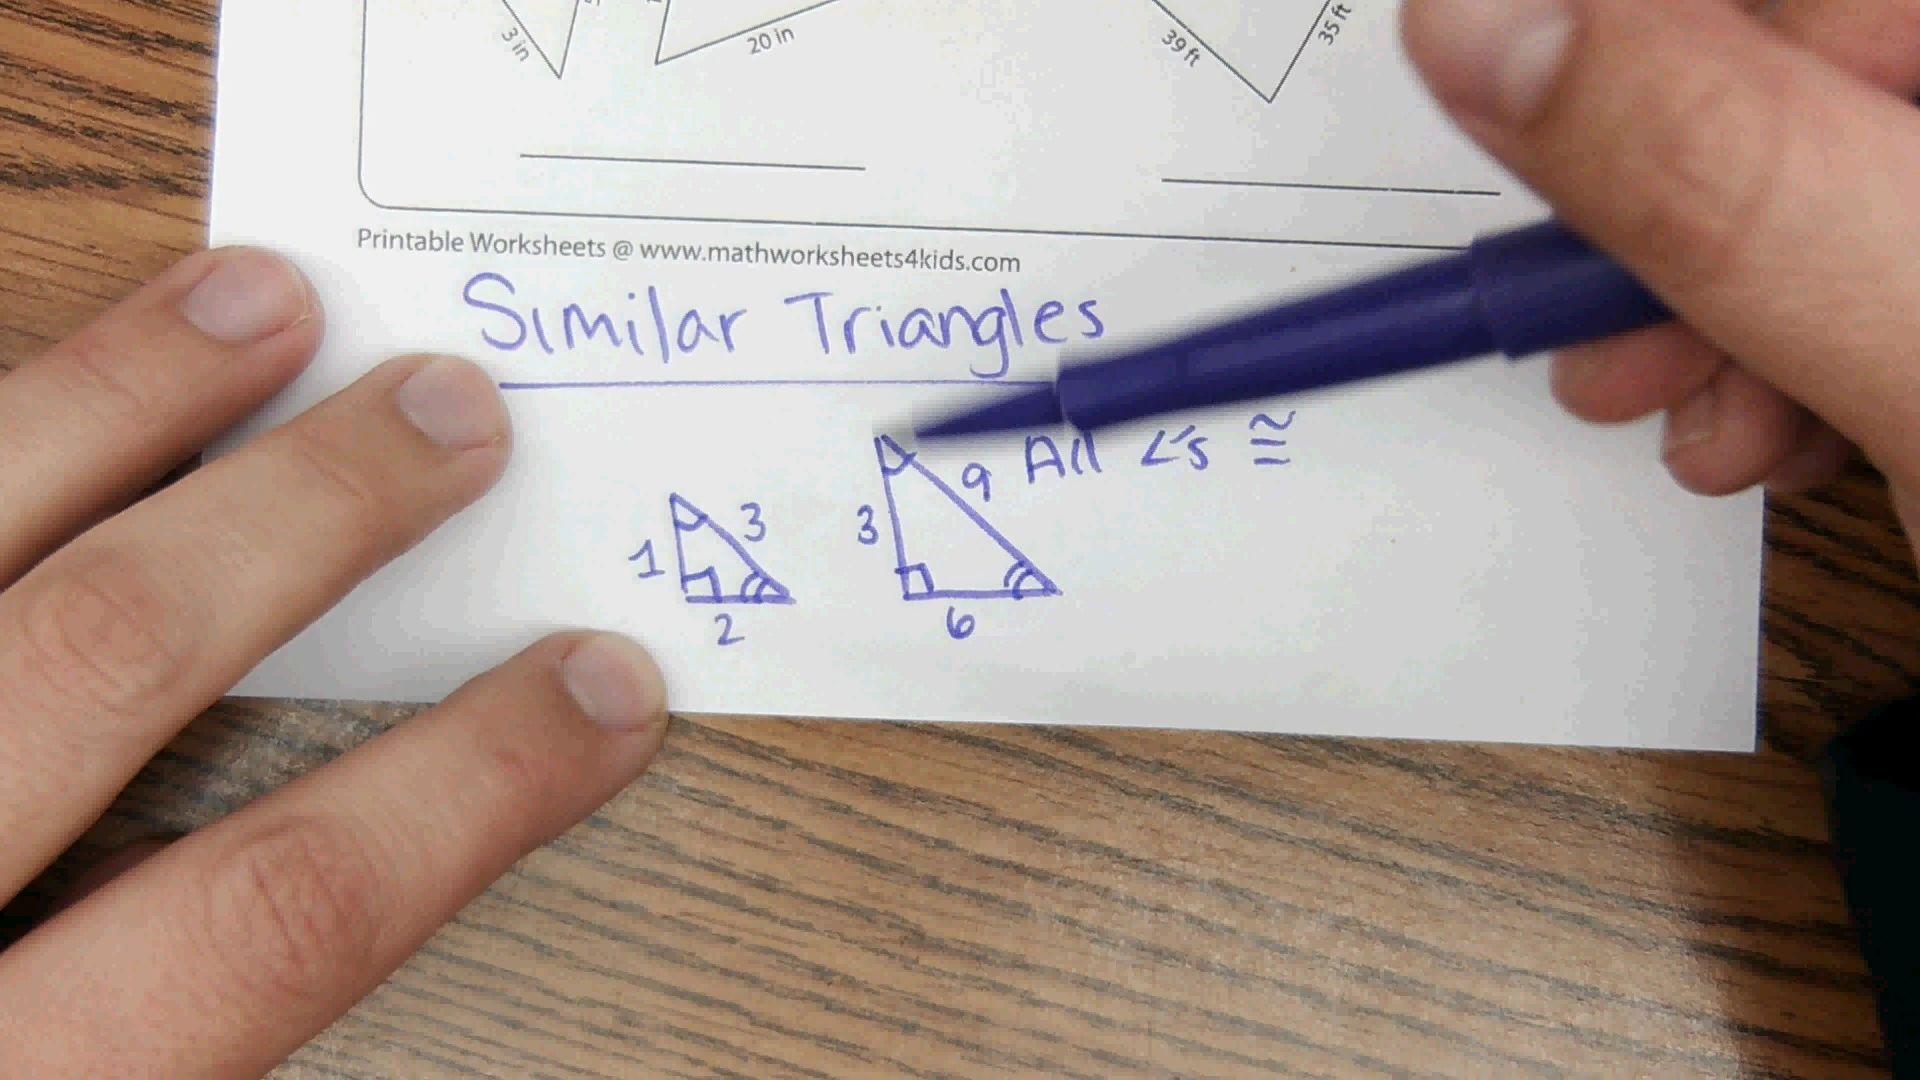 3 in
20 in
39 ft
35 ft
Printable Worksheets @ www.mathworksheets4kids.com
Similar Triangles
All ∠'s ≅
1 3 2
3 9 6